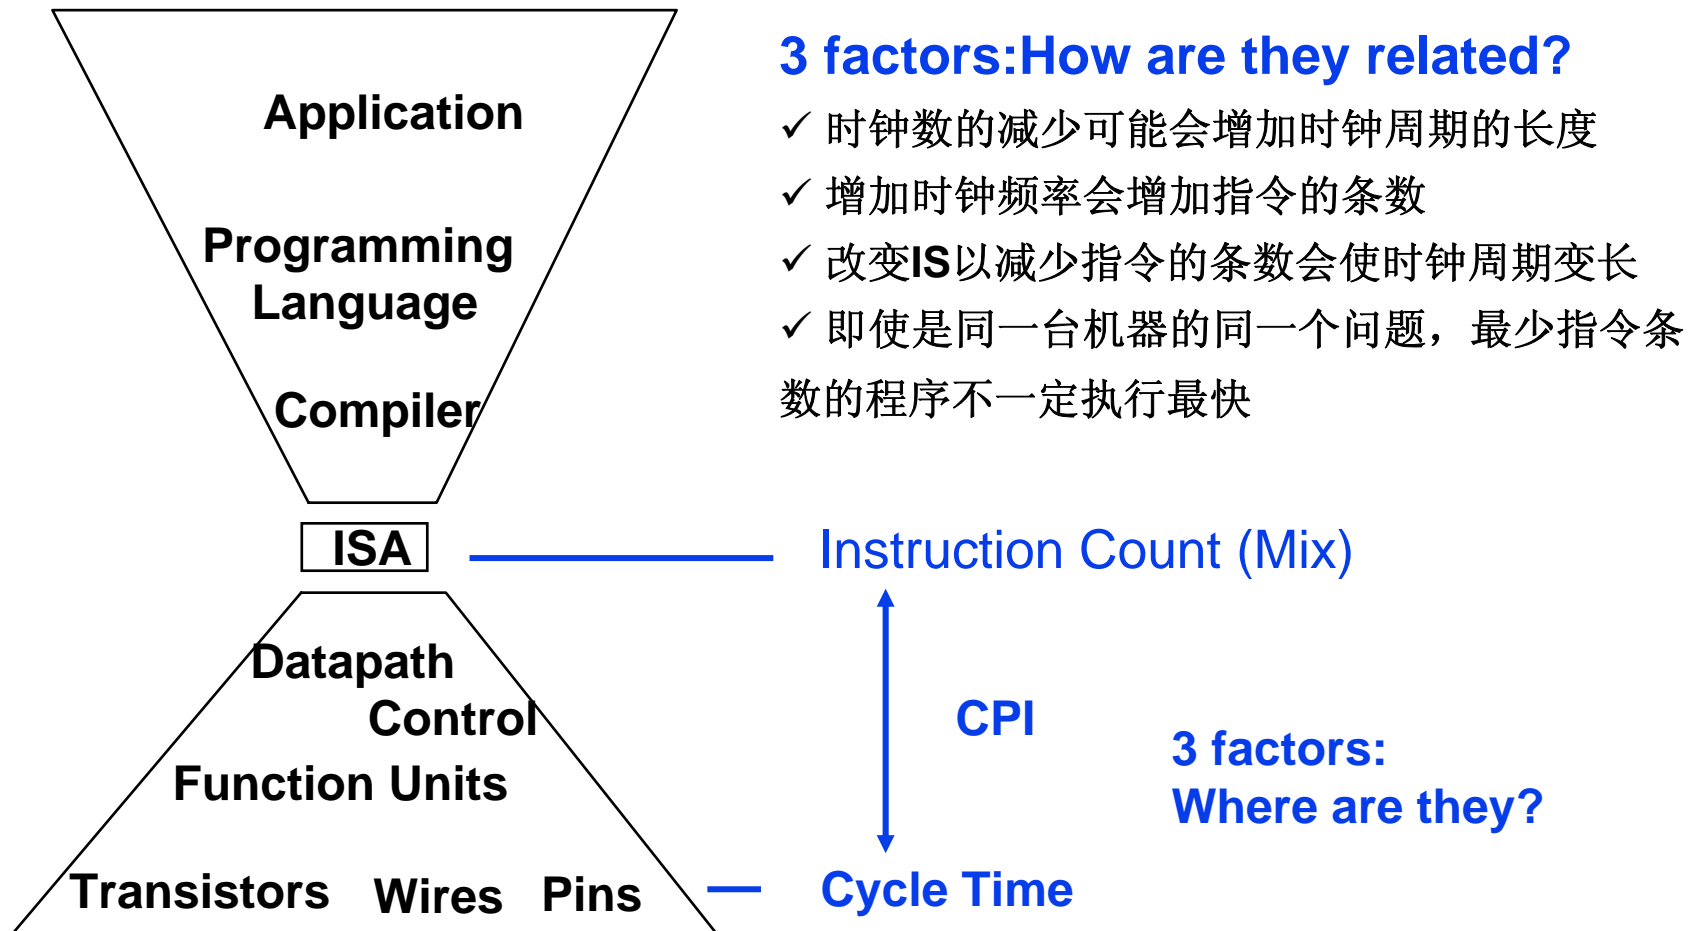 Application
Programming
Language
Compiler
ISA
Datapath
Control
Function Units
Transistors Wires Pins
3 factors:How are they related?
✓ 时钟数的减少可能会增加时钟周期的长度
✓ 增加时钟频率会增加指令的条数
✓ 改变IS以减少指令的条数会使时钟周期变长
✓ 即使是同一台机器的同一个问题，最少指令条
数的程序不一定执行最快
Instruction Count (Mix)
CPI
3 factors:
Where are they?
Cycle Time